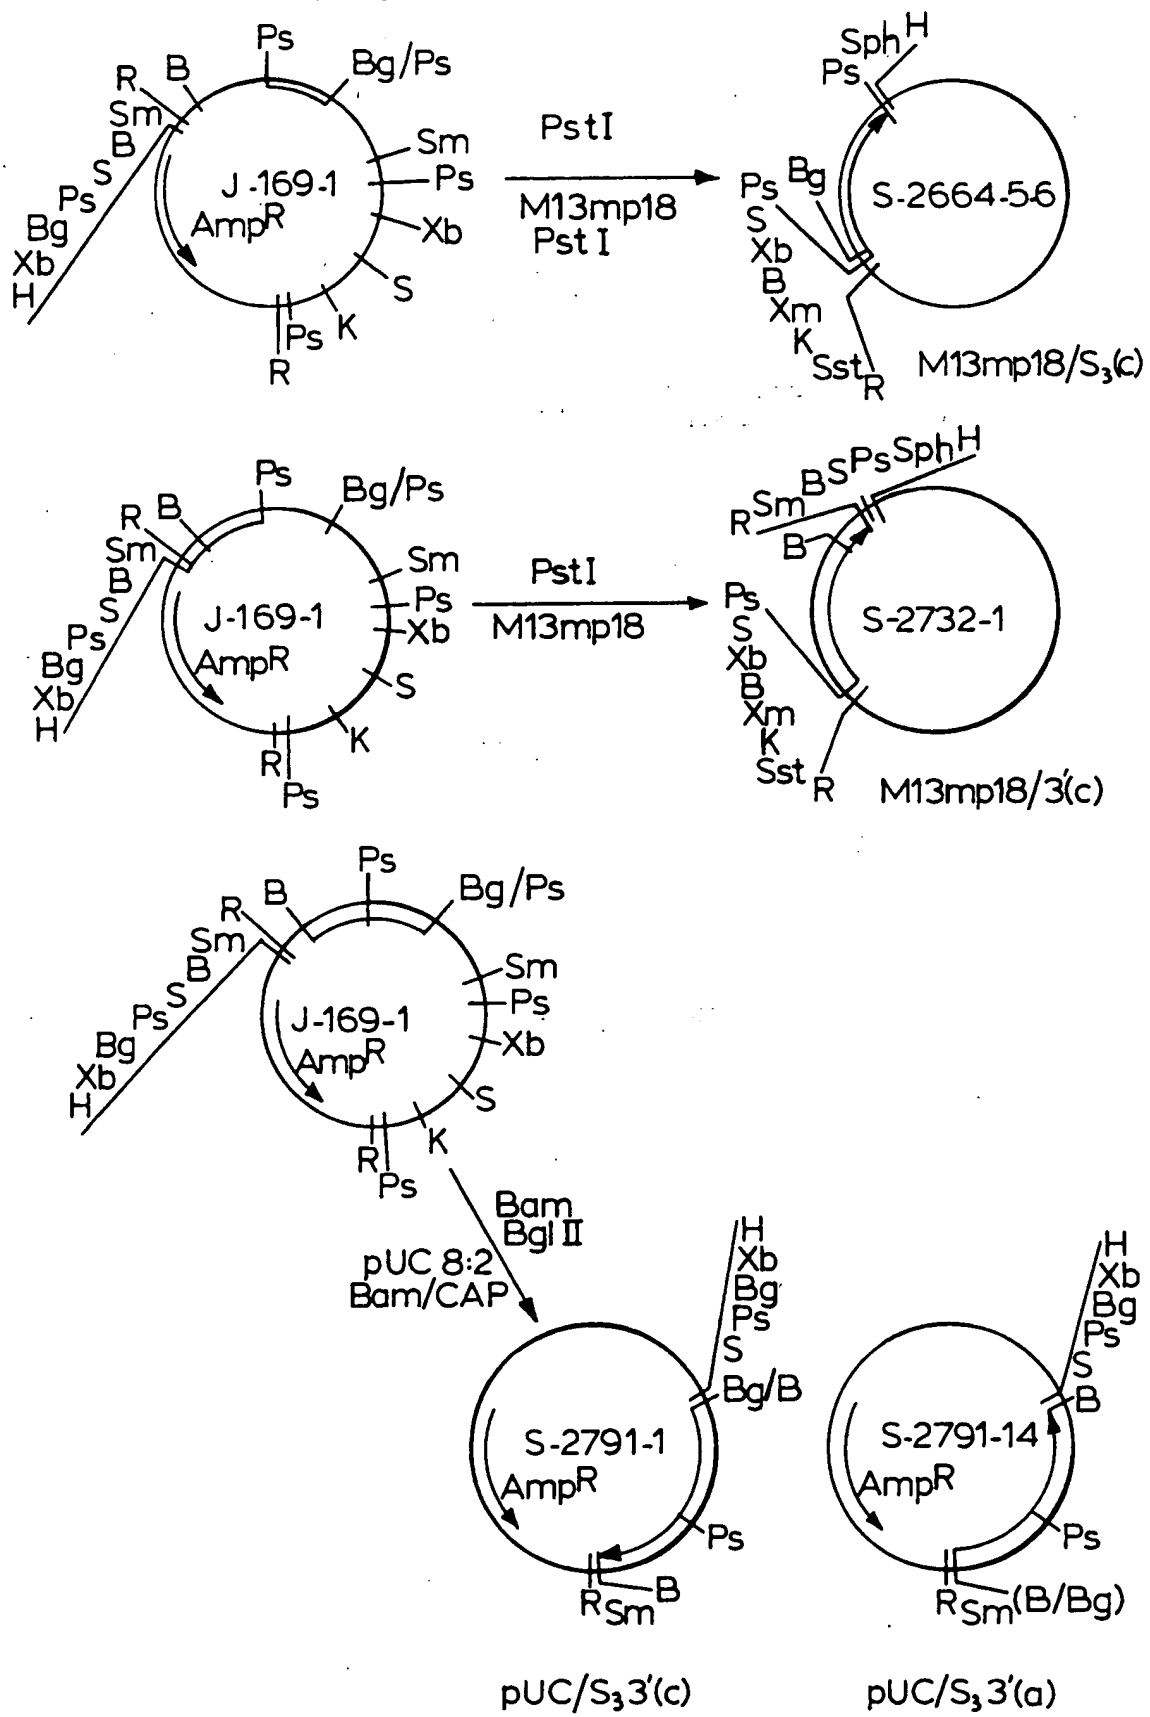 Ps
Bg/Ps
B
R
Sm
B
S
Ps
Bg
Xb
H
J-169-1
AmpR
Sm
Ps
Xb
S
K
Ps
R
PstI
M13mp18
PstI
H
Sph
Ps
Bg
Ps
S
Xb
B
Xm
K
Sst
R
S-2664-5-6
M13mp18/S3(c)
Ps
Bg/Ps
B
R
Sm
B
S
Ps
Bg
Xb
H
J-169-1
AmpR
Sm
Ps
Xb
S
K
R
Ps
PstI
M13mp18
R
Sm
B
S
Ps
Sph
H
B
Ps
S
Xb
B
Xm
K
Sst
R
S-2732-1
M13mp18/3'(c)
Ps
Bg/Ps
B
R
Sm
B
S
Ps
Bg
Xb
H
J-169-1
AmpR
Sm
Ps
Xb
S
K
R
Ps
Bam
Bgl II
pUC 8:2
Bam/CAP
H
Xb
Bg
Ps
S
Bg/B
S-2791-1
AmpR
Ps
B
R
Sm
pUC/S3 3'(c)
H
Xb
Bg
Ps
S
B
S-2791-14
AmpR
Ps
R
Sm
(B/Bg)
pUC/S3 3'(a)